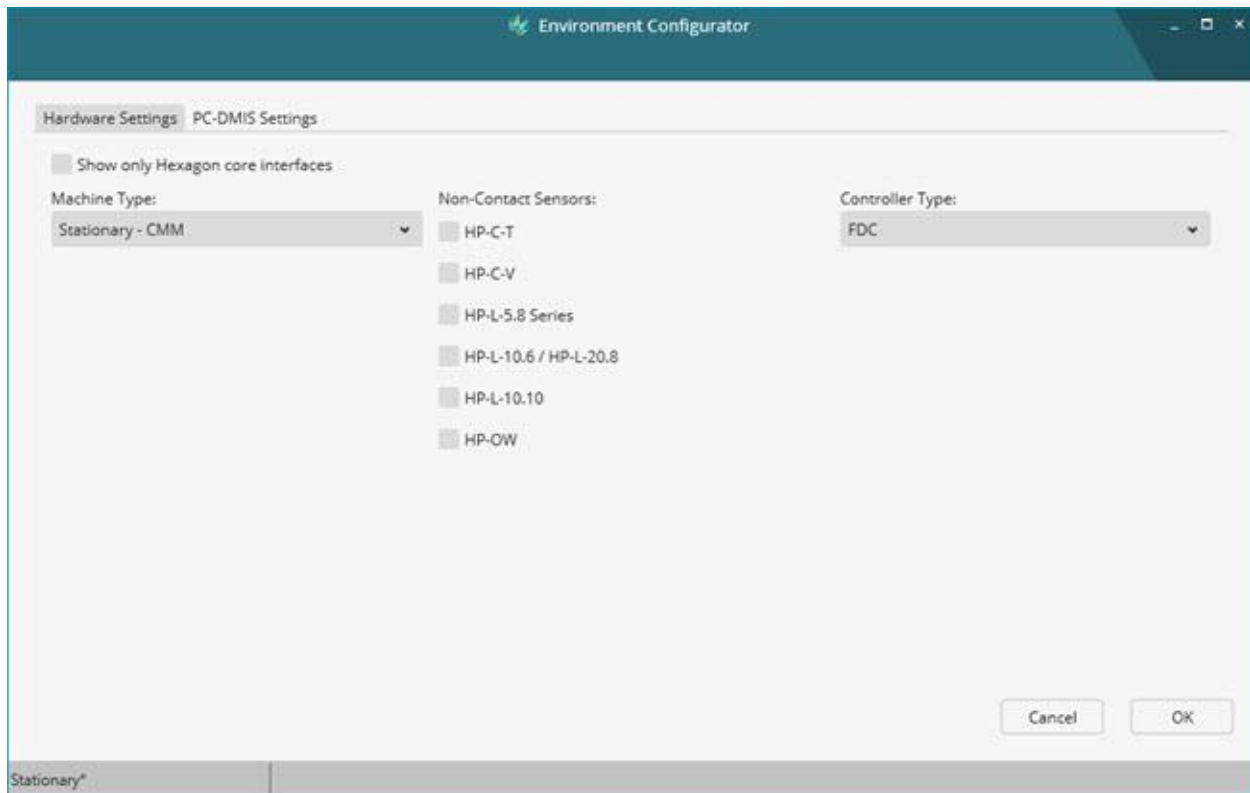 Environment Configurator
Hardware Settings PC-DMIS Settings
Show only Hexagon core interfaces
Machine Type:
Stationary - CMM
Non-Contact Sensors:
HP-C-T
HP-C-V
HP-L-5.8 Series
HP-L-10.6 / HP-L-20.8
HP-L-10.10
HP-OW
Controller Type:
FDC
Cancel OK
Stationary*